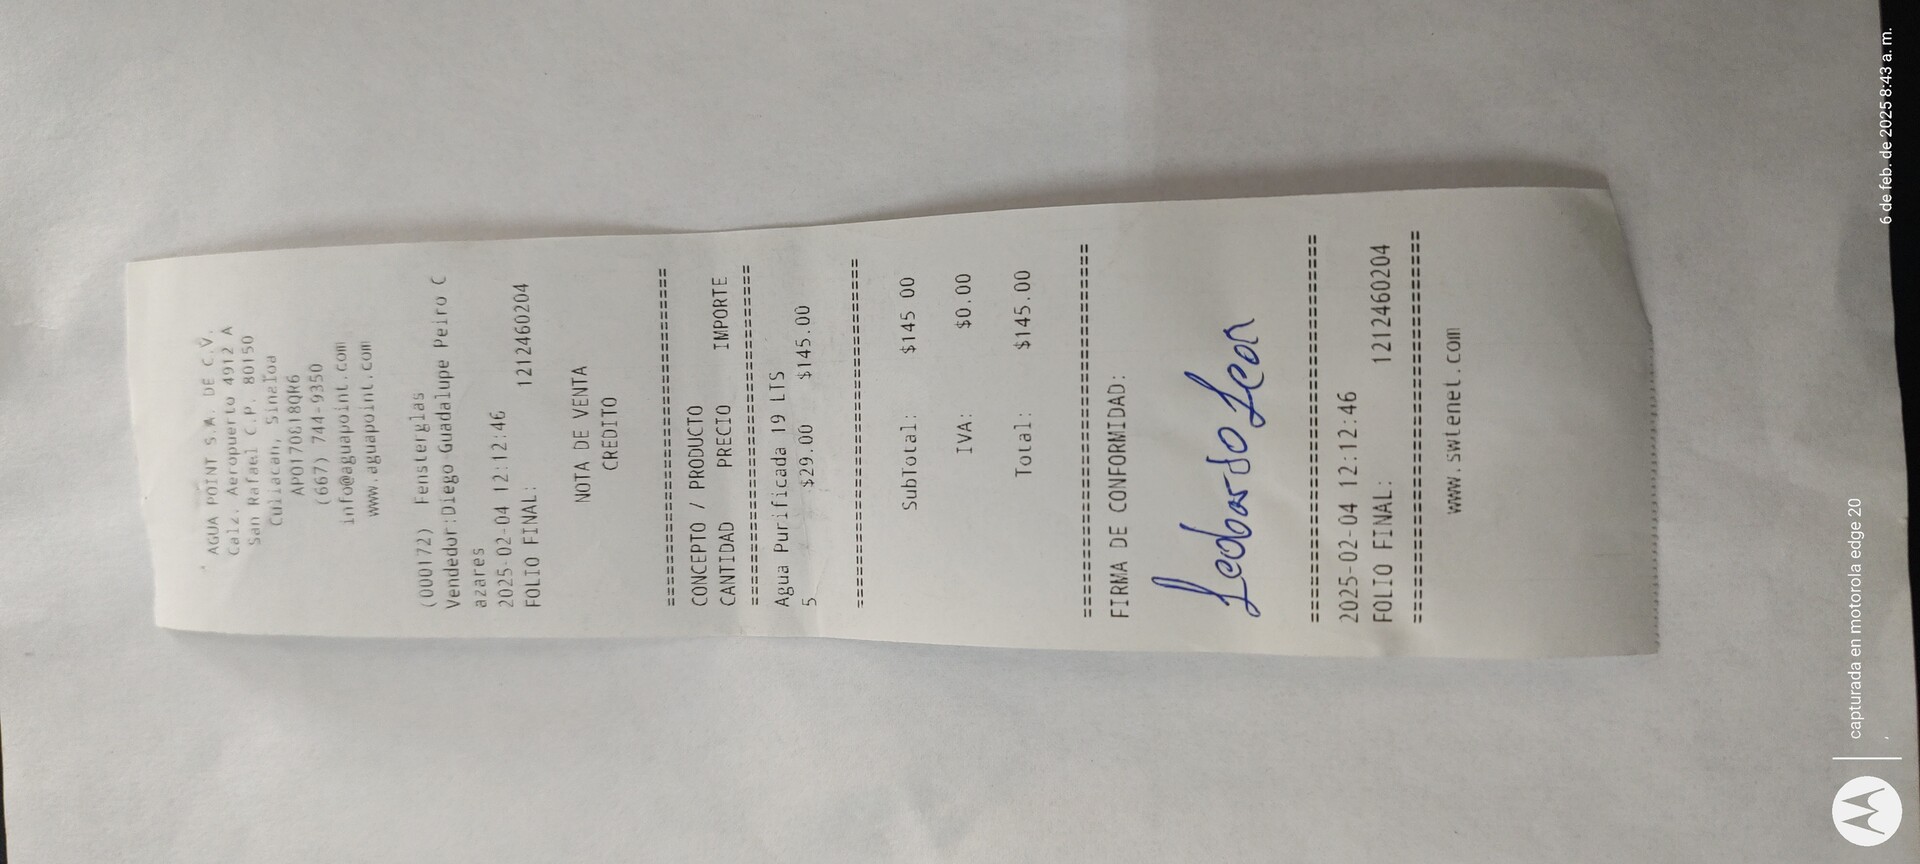 AGUA POINT S.A. DE C.V.
Calz. Aeropuerto 4912 A
San Rafael C.P. 80150
Culiacan, Sinaloa
APO170818QR6
(667) 744-9350
info@aguapoint.com
www.aguapoint.com
(000172) Fensterglas
Vendedor:Diego Guadalupe Peiro C
azares
2025-02-04 12:12:46
FOLIO FINAL: 1212460204
NOTA DE VENTA
CREDITO
================================
CONCEPTO / PRODUCTO
CANTIDAD PRECIO IMPORTE
================================
Agua Purificada 19 LTS
5 $29.00 $145.00
================================
SubTotal: $145 00
IVA: $0.00
Total: $145.00
================================
FIRMA DE CONFORMIDAD:
Leobardo Leon
================================
2025-02-04 12:12:46
FOLIO FINAL: 1212460204
================================
www.swtenet.com
capturada en motorola edge 20
6 de feb. de 2025 8:43 a. m.